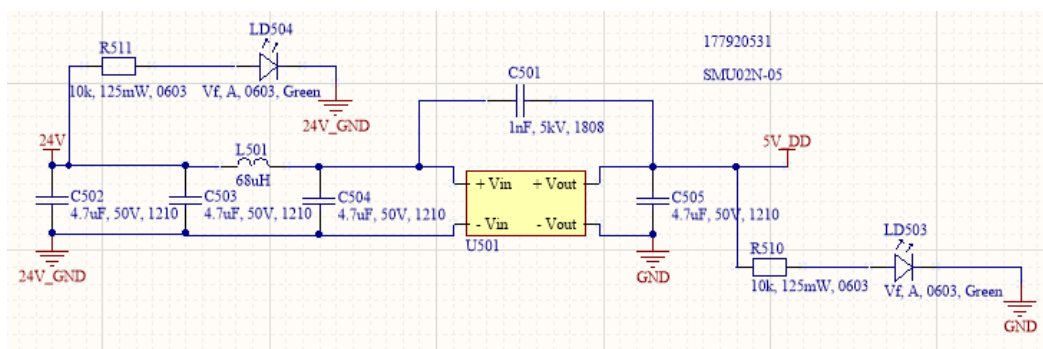 LD504
R511
10k, 125mW, 0603 Vf, A, 0603, Green
24V_GND
177920531
SMU02N-05
C501
1nF, 5kV, 1808
24V
L501
68uH
C502
4.7uF, 50V, 1210
C503
4.7uF, 50V, 1210
C504
4.7uF, 50V, 1210
24V_GND
+ Vin + Vout
- Vin - Vout
U501
5V_DD
C505
4.7uF, 50V, 1210
GND
LD503
R510
10k, 125mW, 0603 Vf, A, 0603, Green
GND